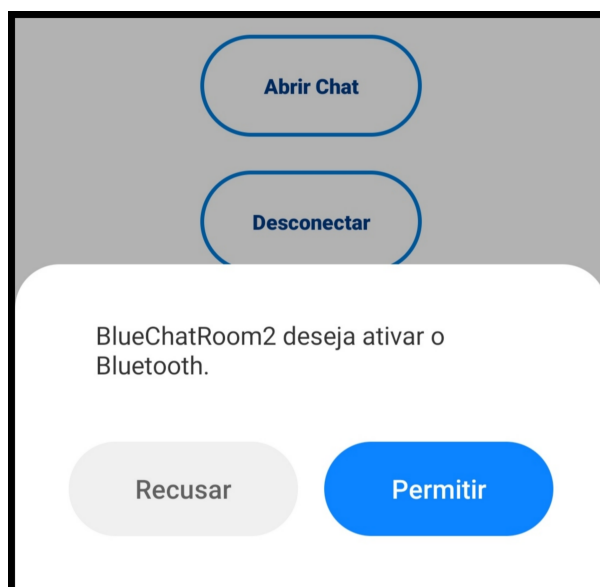 Abrir Chat
Desconectar
BlueChatRoom2 deseja ativar o
Bluetooth.
Recusar
Permitir